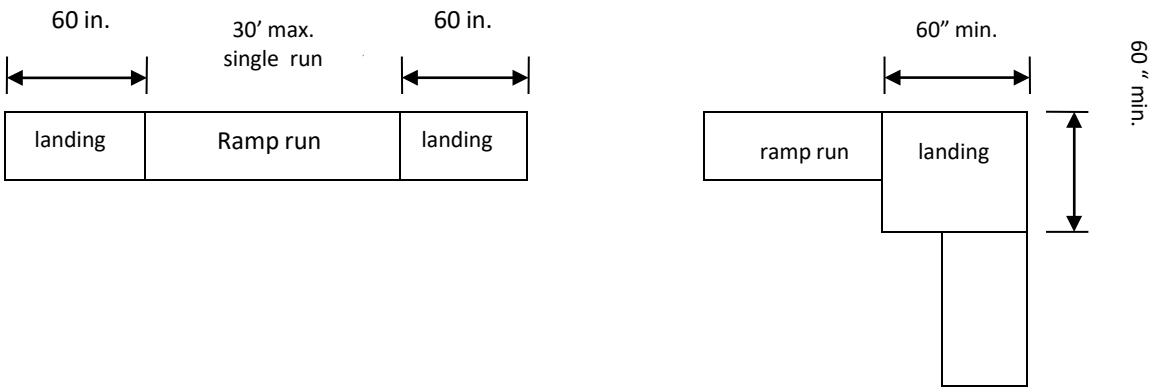 60 in.
30’ max.
single run
60 in.
landing
Ramp run
landing
60” min.
60 “ min.
ramp run
landing